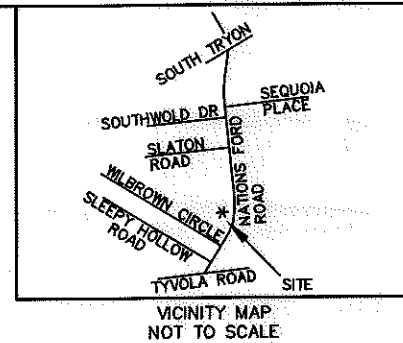 SOUTH TRYON
SEQUOIA
PLACE
SOUTHWOLD DR
SLATON
ROAD
NATIONS FORD
ROAD
WILBROWN CIRCLE
SLEEPY HOLLOW
ROAD
*
TYVOLA ROAD
SITE
VICINITY MAP
NOT TO SCALE